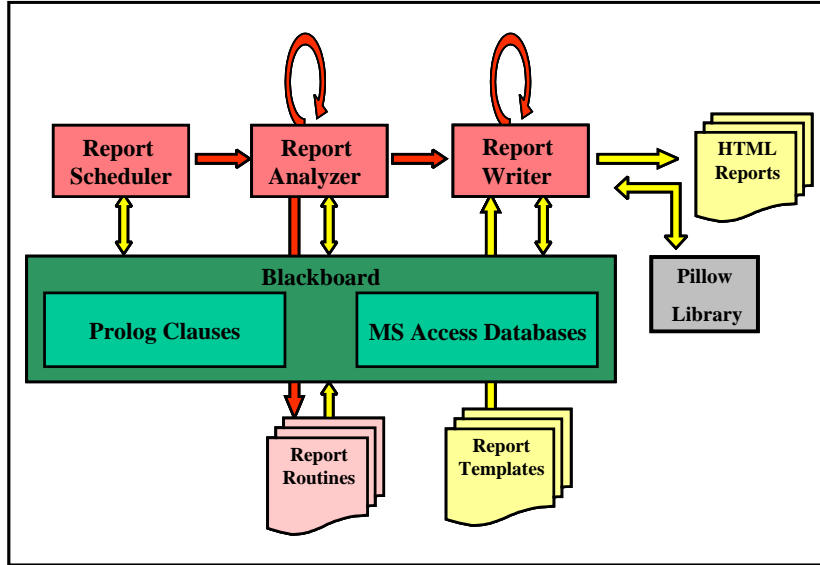 Report
Scheduler
Report
Analyzer
Report
Writer
HTML
Reports
Blackboard
Pillow
Library
Prolog Clauses
MS Access Databases
Report
Routines
Report
Templates